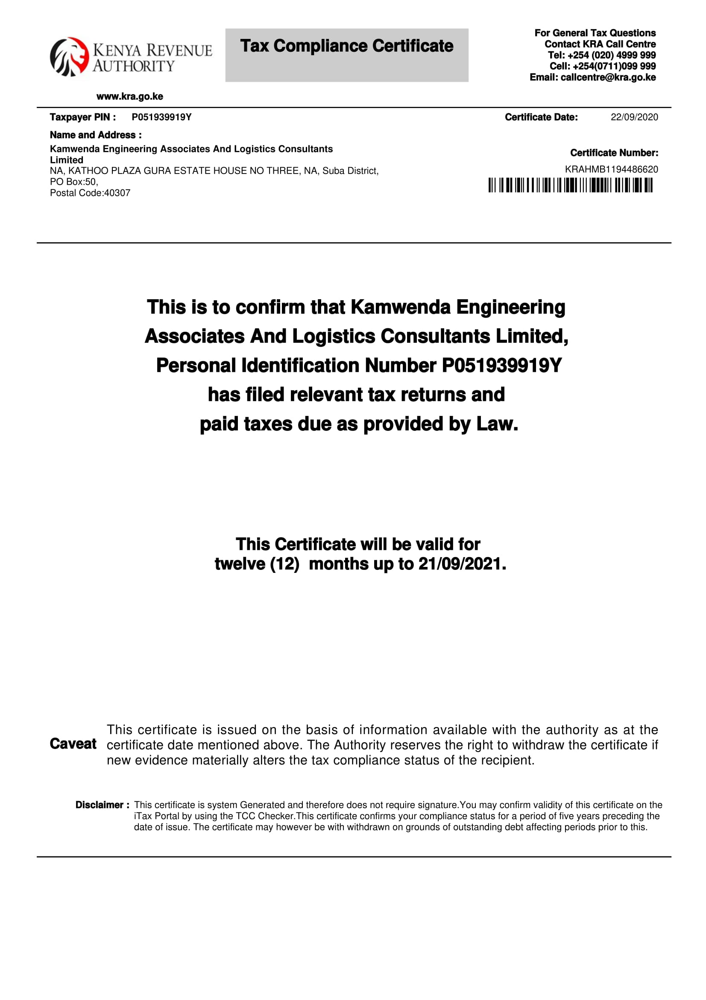 KENYA REVENUE
AUTHORITY
www.kra.go.ke
Tax Compliance Certificate
For General Tax Questions
Contact KRA Call Centre
Tel: +254 (020) 4999 999
Cell: +254(0711)099 999
Email: callcentre@kra.go.ke
Taxpayer PIN : P051939919Y
Certificate Date: 22/09/2020
Name and Address :
Kamwenda Engineering Associates And Logistics Consultants
Limited
NA, KATHOO PLAZA GURA ESTATE HOUSE NO THREE, NA, Suba District,
PO Box:50,
Postal Code:40307
Certificate Number:
KRAHMB1194486620
This is to confirm that Kamwenda Engineering
Associates And Logistics Consultants Limited,
Personal Identification Number P051939919Y
has filed relevant tax returns and
paid taxes due as provided by Law.
This Certificate will be valid for
twelve (12) months up to 21/09/2021.
Caveat
This certificate is issued on the basis of information available with the authority as at the
certificate date mentioned above. The Authority reserves the right to withdraw the certificate if
new evidence materially alters the tax compliance status of the recipient.
Disclaimer : This certificate is system Generated and therefore does not require signature.You may confirm validity of this certificate on the
iTax Portal by using the TCC Checker.This certificate confirms your compliance status for a period of five years preceding the
date of issue. The certificate may however be with withdrawn on grounds of outstanding debt affecting periods prior to this.